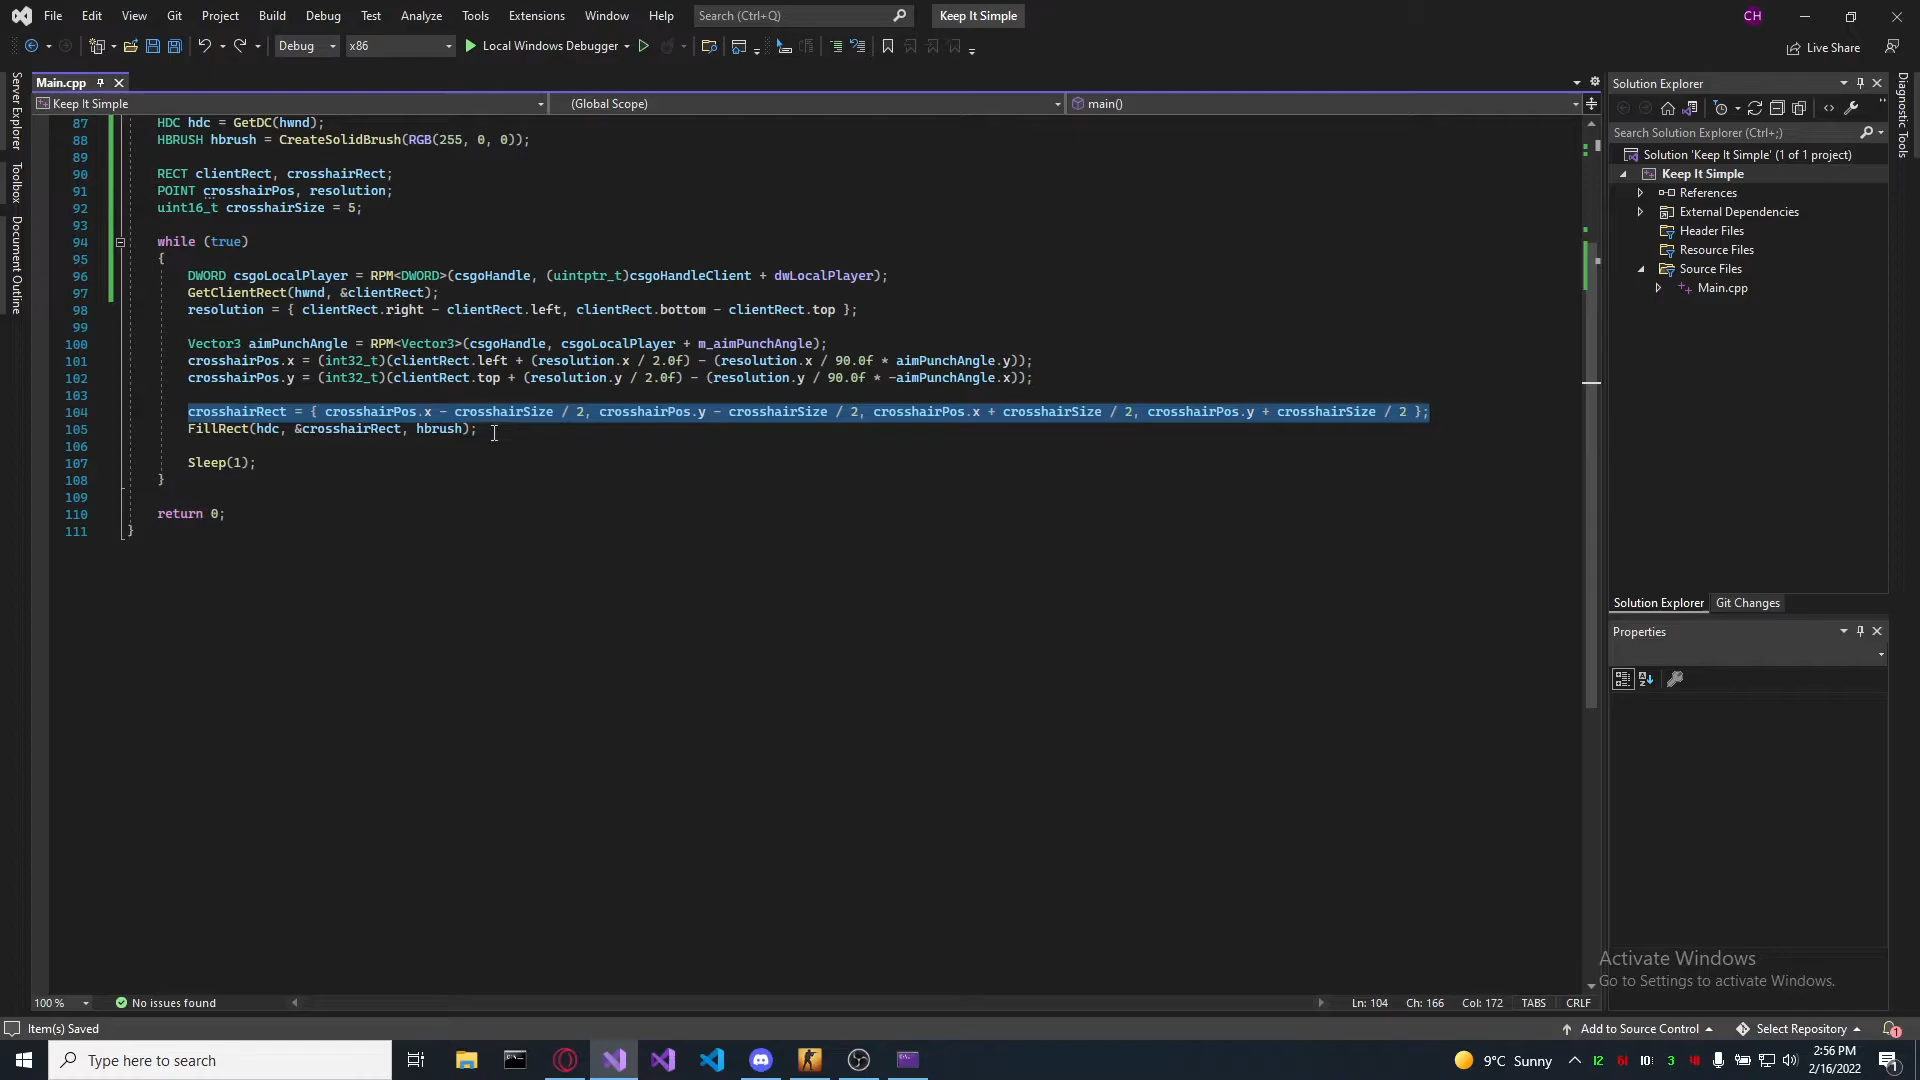 File Edit View Git Project Build Debug Test Analyze Tools Extensions Window Help Search (Ctrl+Q) Keep It Simple CH
Debug x86 Local Windows Debugger Live Share
Main.cpp
Keep It Simple (Global Scope) main()
87 HDC hdc = GetDC(hwnd);
88 HBRUSH hbrush = CreateSolidBrush(RGB(255, 0, 0));
89
90 RECT clientRect, crosshairRect;
91 POINT crosshairPos, resolution;
92 uint16_t crosshairSize = 5;
93
94 while (true)
95 {
96 DWORD csgoLocalPlayer = RPM<DWORD>(csgoHandle, (uintptr_t)csgoHandleClient + dwLocalPlayer);
97 GetClientRect(hwnd, &clientRect);
98 resolution = { clientRect.right - clientRect.left, clientRect.bottom - clientRect.top };
99
100 Vector3 aimPunchAngle = RPM<Vector3>(csgoHandle, csgoLocalPlayer + m_aimPunchAngle);
101 crosshairPos.x = (int32_t)(clientRect.left + (resolution.x / 2.0f) - (resolution.x / 90.0f * aimPunchAngle.y));
102 crosshairPos.y = (int32_t)(clientRect.top + (resolution.y / 2.0f) - (resolution.y / 90.0f * -aimPunchAngle.x));
103
104 crosshairRect = { crosshairPos.x - crosshairSize / 2, crosshairPos.y - crosshairSize / 2, crosshairPos.x + crosshairSize / 2, crosshairPos.y + crosshairSize / 2 };
105 FillRect(hdc, &crosshairRect, hbrush);
106
107 Sleep(1);
108 }
109
110 return 0;
111 }
Server Explorer
Toolbox
Document Outline
Solution Explorer
Search Solution Explorer (Ctrl+;)
Solution 'Keep It Simple' (1 of 1 project)
Keep It Simple
References
External Dependencies
Header Files
Resource Files
Source Files
Main.cpp
Solution Explorer Git Changes
Properties
Diagnostic Tools
Activate Windows
Go to Settings to activate Windows.
100 % No issues found Ln: 104 Ch: 166 Col: 172 TABS CRLF
Item(s) Saved Add to Source Control Select Repository 1
Type here to search 9°C Sunny 12 3 2:56 PM
2/16/2022 1